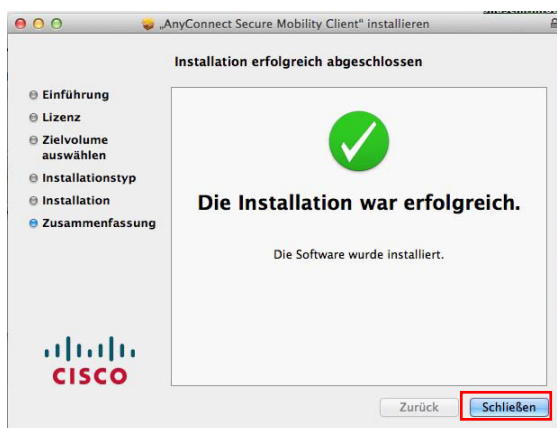 „AnyConnect Secure Mobility Client“ installieren
Installation erfolgreich abgeschlossen
Einführung
Lizenz
Zielvolume
auswählen
Installationstyp
Installation
Zusammenfassung
Die Installation war erfolgreich.
Die Software wurde installiert.
CISCO
Zurück
Schließen